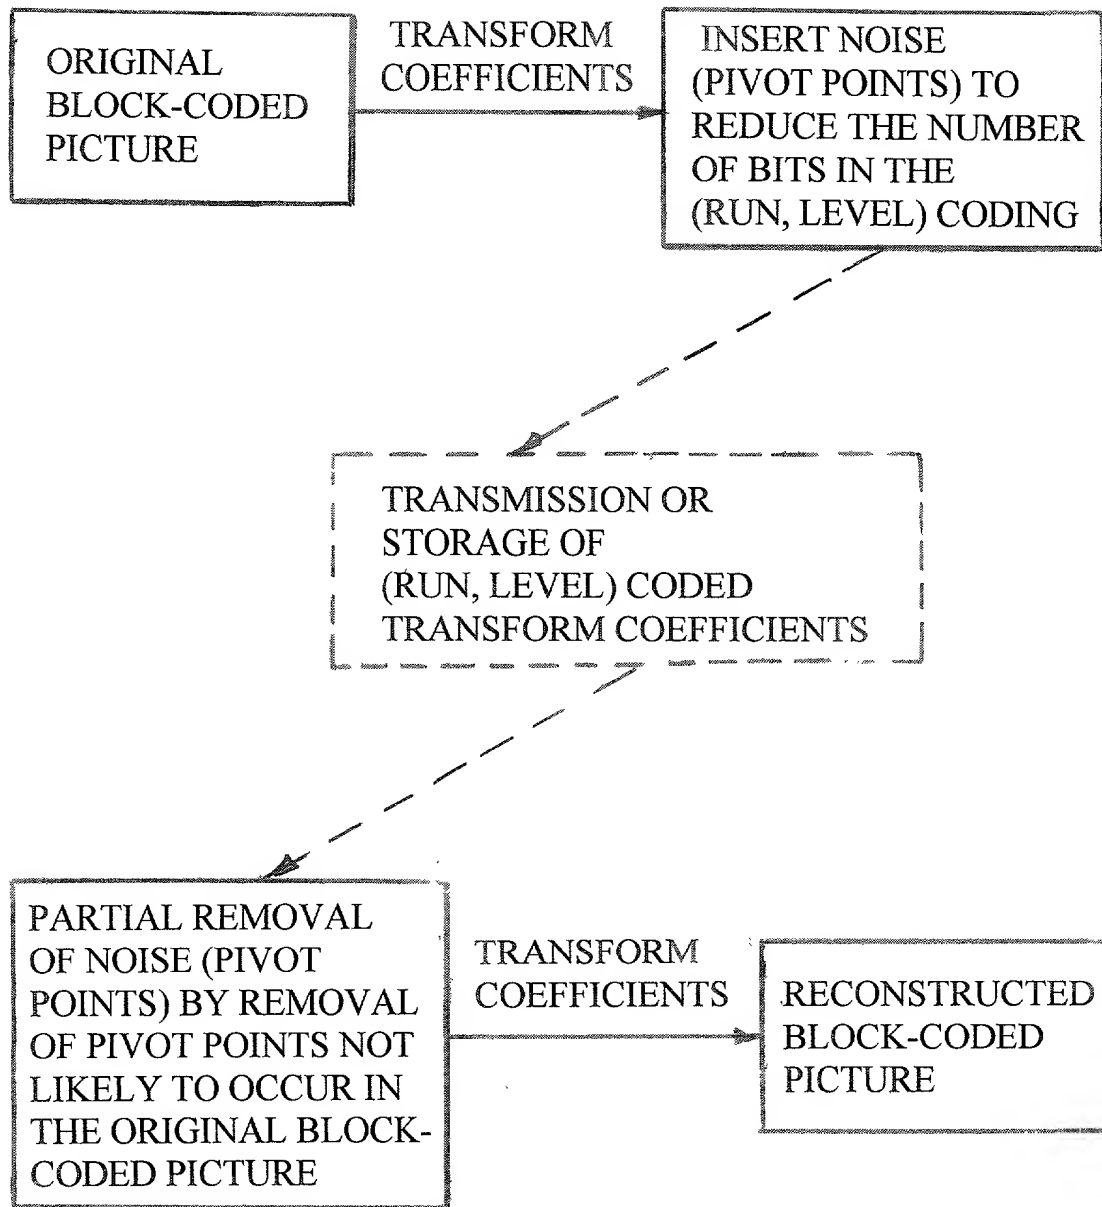 ORIGINAL
BLOCK-CODED
PICTURE
TRANSFORM
COEFFICIENTS
INSERT NOISE
(PIVOT POINTS) TO
REDUCE THE NUMBER
OF BITS IN THE
(RUN, LEVEL) CODING
TRANSMISSION OR
STORAGE OF
(RUN, LEVEL) CODED
TRANSFORM COEFFICIENTS
PARTIAL REMOVAL
OF NOISE (PIVOT
POINTS) BY REMOVAL
OF PIVOT POINTS NOT
LIKELY TO OCCUR IN
THE ORIGINAL BLOCK-
CODED PICTURE
TRANSFORM
COEFFICIENTS
RECONSTRUCTED
BLOCK-CODED
PICTURE